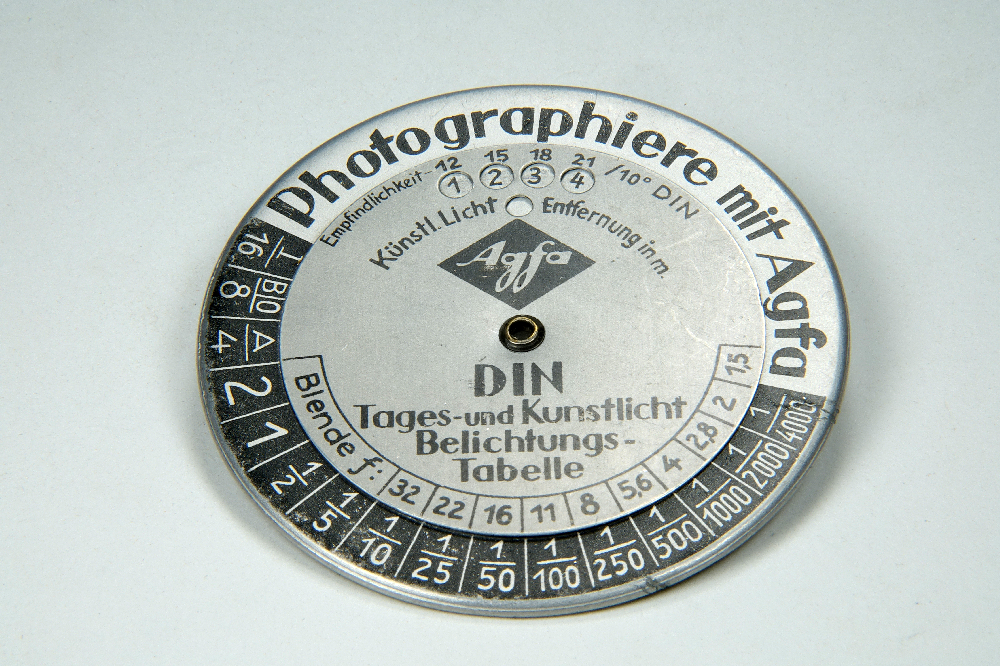 Photographiere mit Agfa
Empfindlichkeit- 12 15 18 21 /10° DIN
1 2 3 4
Künstl. Licht Entfernung in m.
Agfa
DIN
Tages-und Kunstlicht
Belichtungs-
Tabelle
Blende f: 32 22 16 11 8 5,6 4 2,8 2 1,5
16 8 4 2 1 1/2 1/5 1/10 1/25 1/50 1/100 1/250 1/500 1/1000 1/2000 1/4000